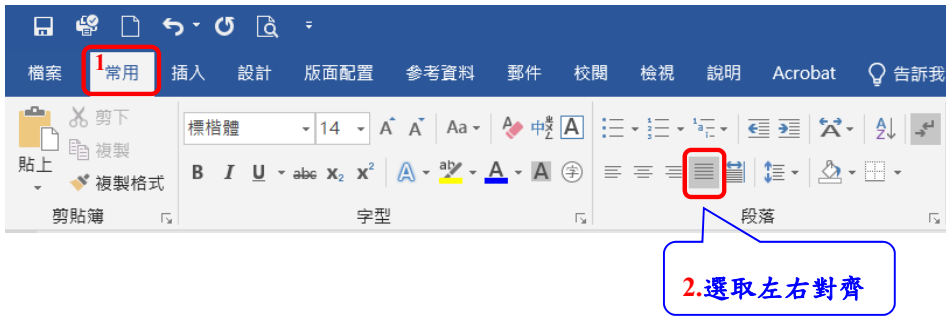 檔案 常用 插入 設計 版面配置 參考資料 郵件 校閱 檢視 說明 Acrobat 告訴我
1
剪下
標楷體 14 A A Aa 中 A
複製
貼上
複製格式
B I U abc X₂ X² A aby A A 字
剪貼簿 字型 段落
2.選取左右對齊